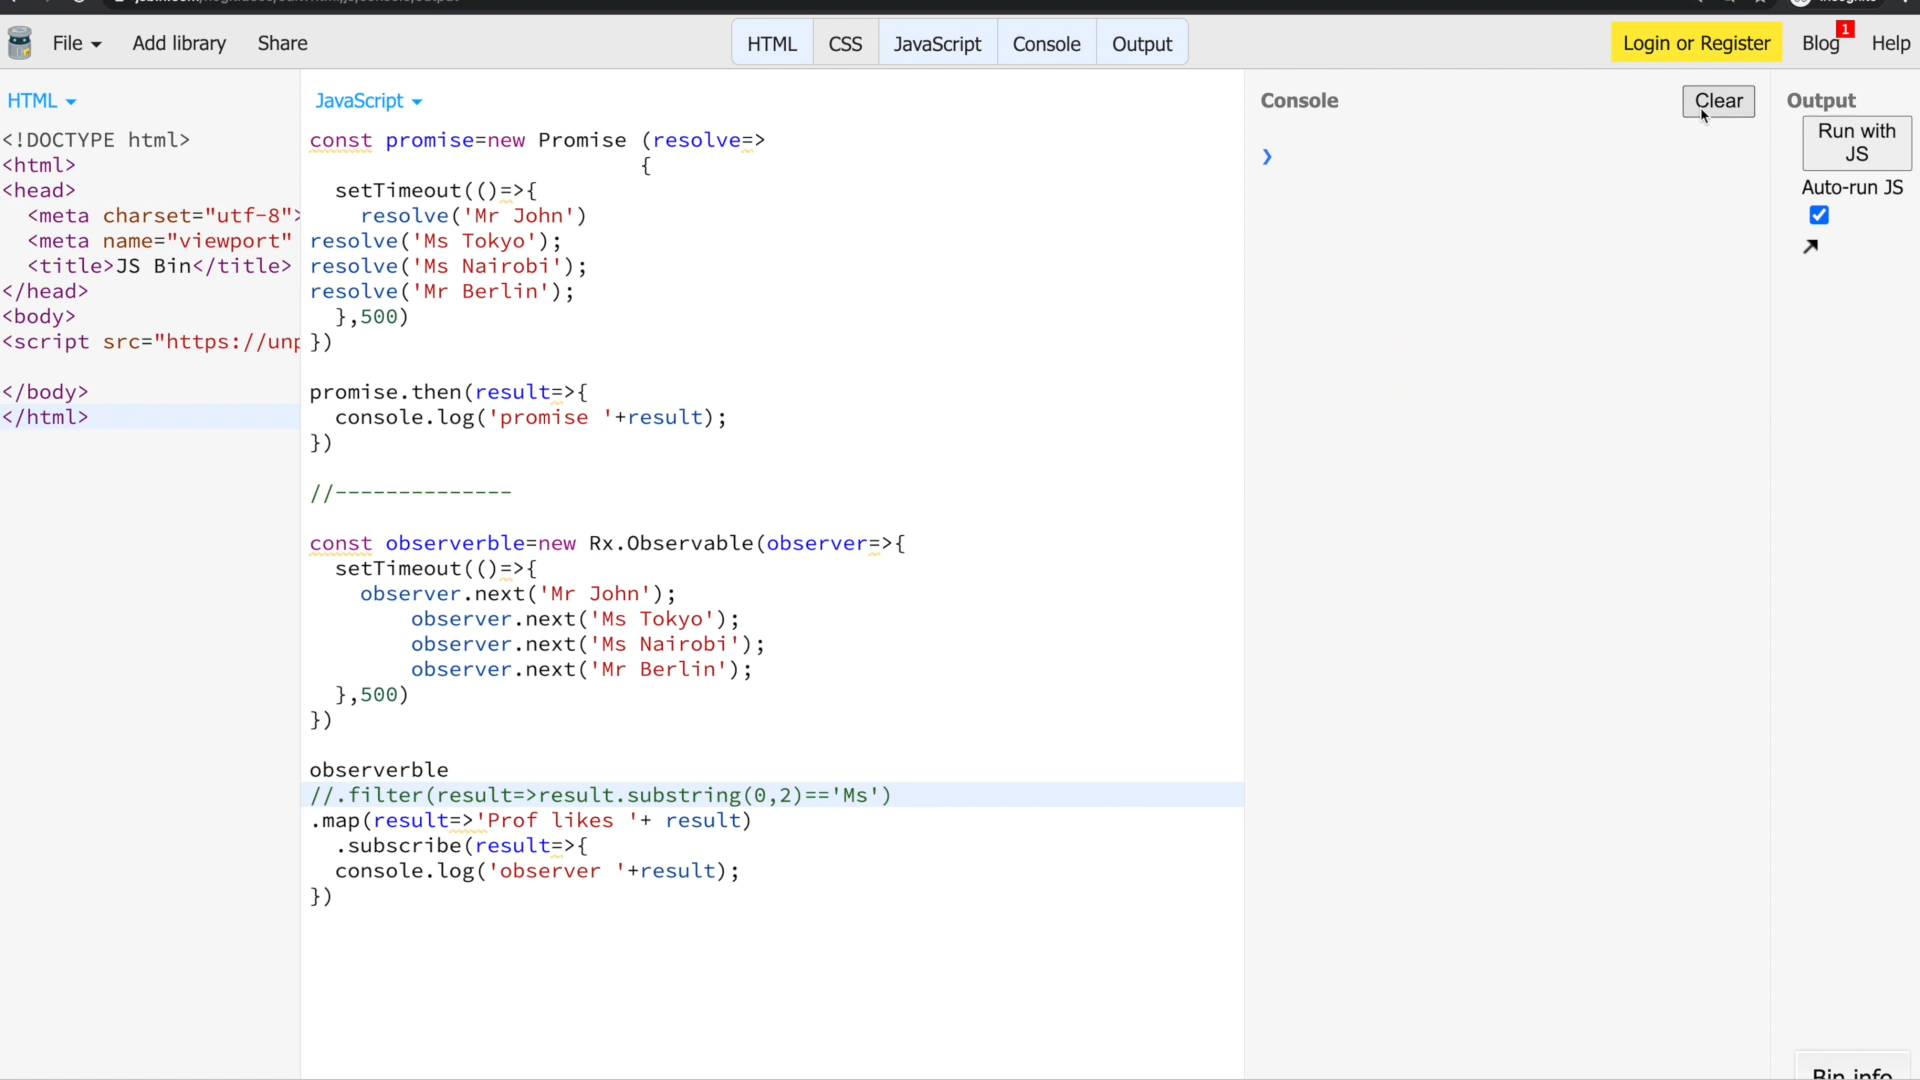 File
Add library
Share
HTML
CSS
JavaScript
Console
Output
Login or Register
Blog
1
Help
HTML
<!DOCTYPE html>
<html>
<head>
<meta charset="utf-8">
<meta name="viewport"
<title>JS Bin</title>
</head>
<body>
<script src="https://unp
</body>
</html>
JavaScript
const promise=new Promise (resolve=>
{
setTimeout(()=>{
resolve('Mr John')
resolve('Ms Tokyo');
resolve('Ms Nairobi');
resolve('Mr Berlin');
},500)
})
promise.then(result=>{
console.log('promise '+result);
})
//--------------
const observerble=new Rx.Observable(observer=>{
setTimeout(()=>{
observer.next('Mr John');
observer.next('Ms Tokyo');
observer.next('Ms Nairobi');
observer.next('Mr Berlin');
},500)
})
observerble
//.filter(result=>result.substring(0,2)=='Ms')
.map(result=>'Prof likes '+ result)
.subscribe(result=>{
console.log('observer '+result);
})
Console
Clear
Output
Run with
JS
Auto-run JS
Bin info